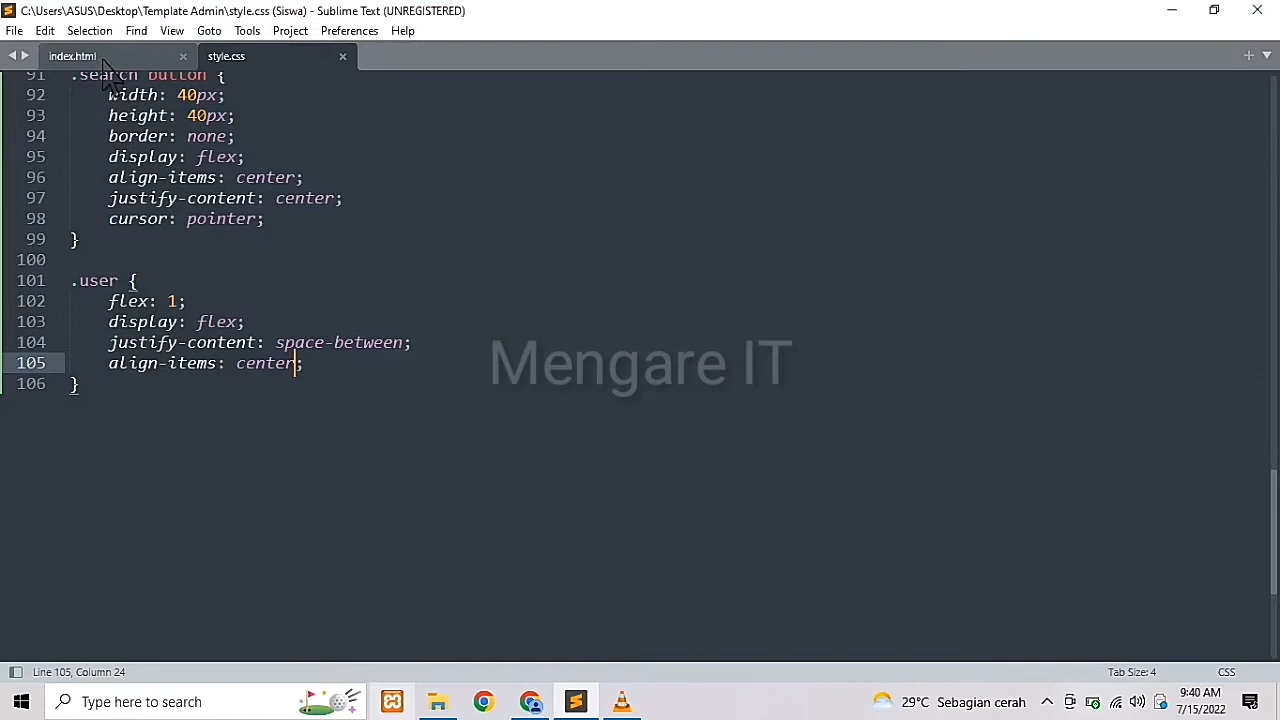 C:\Users\ASUS\Desktop\Template Admin\style.css (Siswa) - Sublime Text (UNREGISTERED)
File Edit Selection Find View Goto Tools Project Preferences Help
index.html style.css
91 .search button {
92 width: 40px;
93 height: 40px;
94 border: none;
95 display: flex;
96 align-items: center;
97 justify-content: center;
98 cursor: pointer;
99 }
100
101 .user {
102 flex: 1;
103 display: flex;
104 justify-content: space-between;
105 align-items: center;
106 }
Mengare IT
Line 105, Column 24 Tab Size: 4 CSS
Type here to search 29°C Sebagian cerah 9:40 AM
7/15/2022